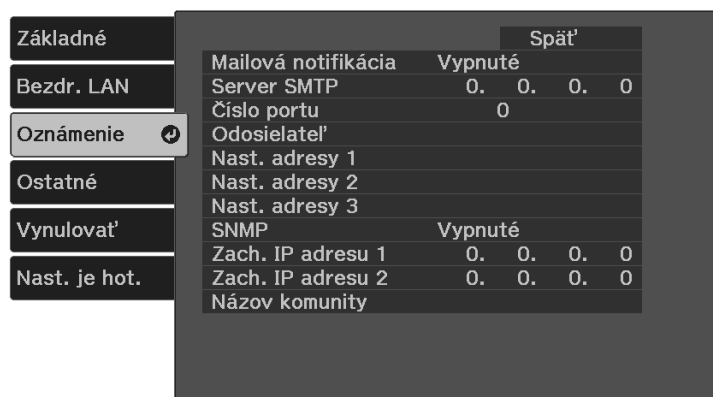 Základné
Bezdr. LAN
Oznámenie
Ostatné
Vynulovať
Nast. je hot.
Späť
Mailová notifikácia Vypnuté
Server SMTP 0. 0. 0. 0
Číslo portu 0
Odosielateľ
Nast. adresy 1
Nast. adresy 2
Nast. adresy 3
SNMP Vypnuté
Zach. IP adresu 1 0. 0. 0. 0
Zach. IP adresu 2 0. 0. 0. 0
Názov komunity